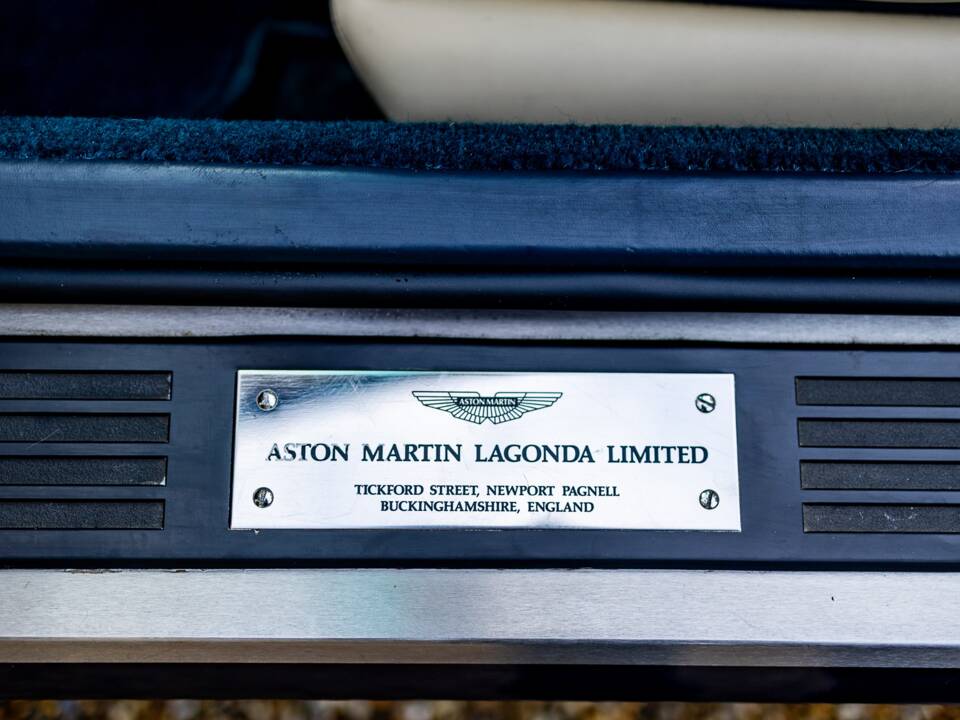 ASTON MARTIN
ASTON MARTIN LAGONDA LIMITED
TICKFORD STREET, NEWPORT PAGNELL
BUCKINGHAMSHIRE, ENGLAND